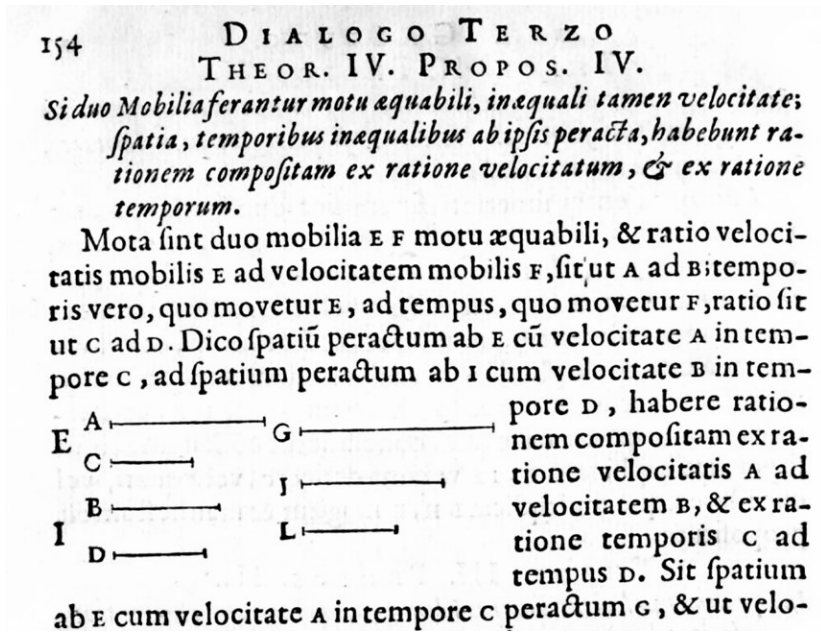 154 DIALOGO TERZO
THEOR. IV. PROPOS. IV.
Si duo Mobilia ferantur motu æquabili, inæquali tamen velocitate;
ſpatia, temporibus inæqualibus ab ipſis peracta, habebunt ra-
tionem compoſitam ex ratione velocitatum, & ex ratione
temporum.
Mota ſint duo mobilia E F motu æquabili, & ratio veloci-
tatis mobilis E ad velocitatem mobilis F, ſit ut A ad B; tempo-
ris vero, quo movetur E, ad tempus, quo movetur F, ratio ſit
ut C ad D. Dico ſpatiū peractum ab E cū velocitate A in tem-
pore C, ad ſpatium peractum ab I cum velocitate B in tem-
pore D, habere ratio-
nem compoſitam ex ra-
tione velocitatis A ad
velocitatem B, & ex ra-
tione temporis C ad
tempus D. Sit ſpatium
E A G
C
I
B
I L
D
ab E cum velocitate A in tempore C peractum G, & ut velo-